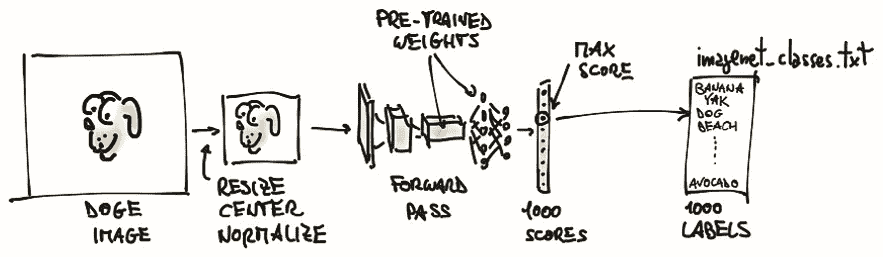 PRE-TRAINED
WEIGHTS
MAX
SCORE
imagenet_classes.txt
BANANA
YAK
DOG
BEACH
AVOCADO
DOGE
IMAGE
RESIZE
CENTER
NORMALIZE
FORWARD
PASS
1000
SCORES
1000
LABELS